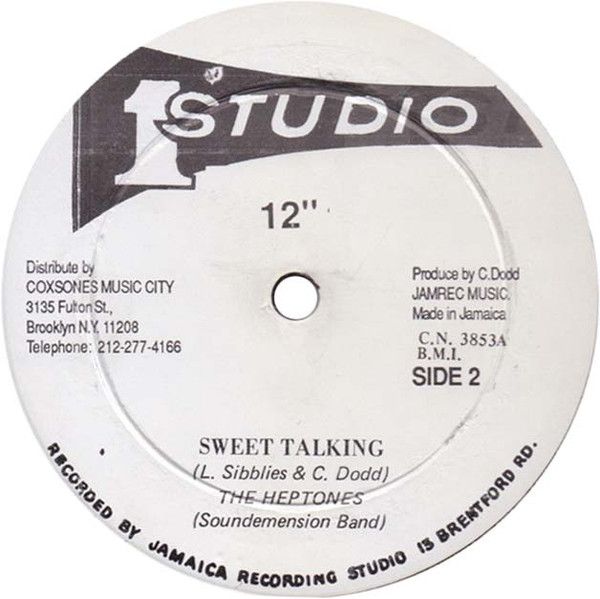 1 STUDIO
12"
Distribute by
COXSONES MUSIC CITY
3135 Fulton St.,
Brooklyn N.Y. 11208
Telephone: 212-277-4166
Produce by C.Dodd
JAMREC MUSIC.
Made in Jamaica
C.N. 3853A
B.M.I.
SIDE 2
SWEET TALKING
(L. Sibblies & C. Dodd)
THE HEPTONES
(Soundemension Band)
RECORDED BY JAMAICA RECORDING STUDIO 13 BRENTFORD RD.